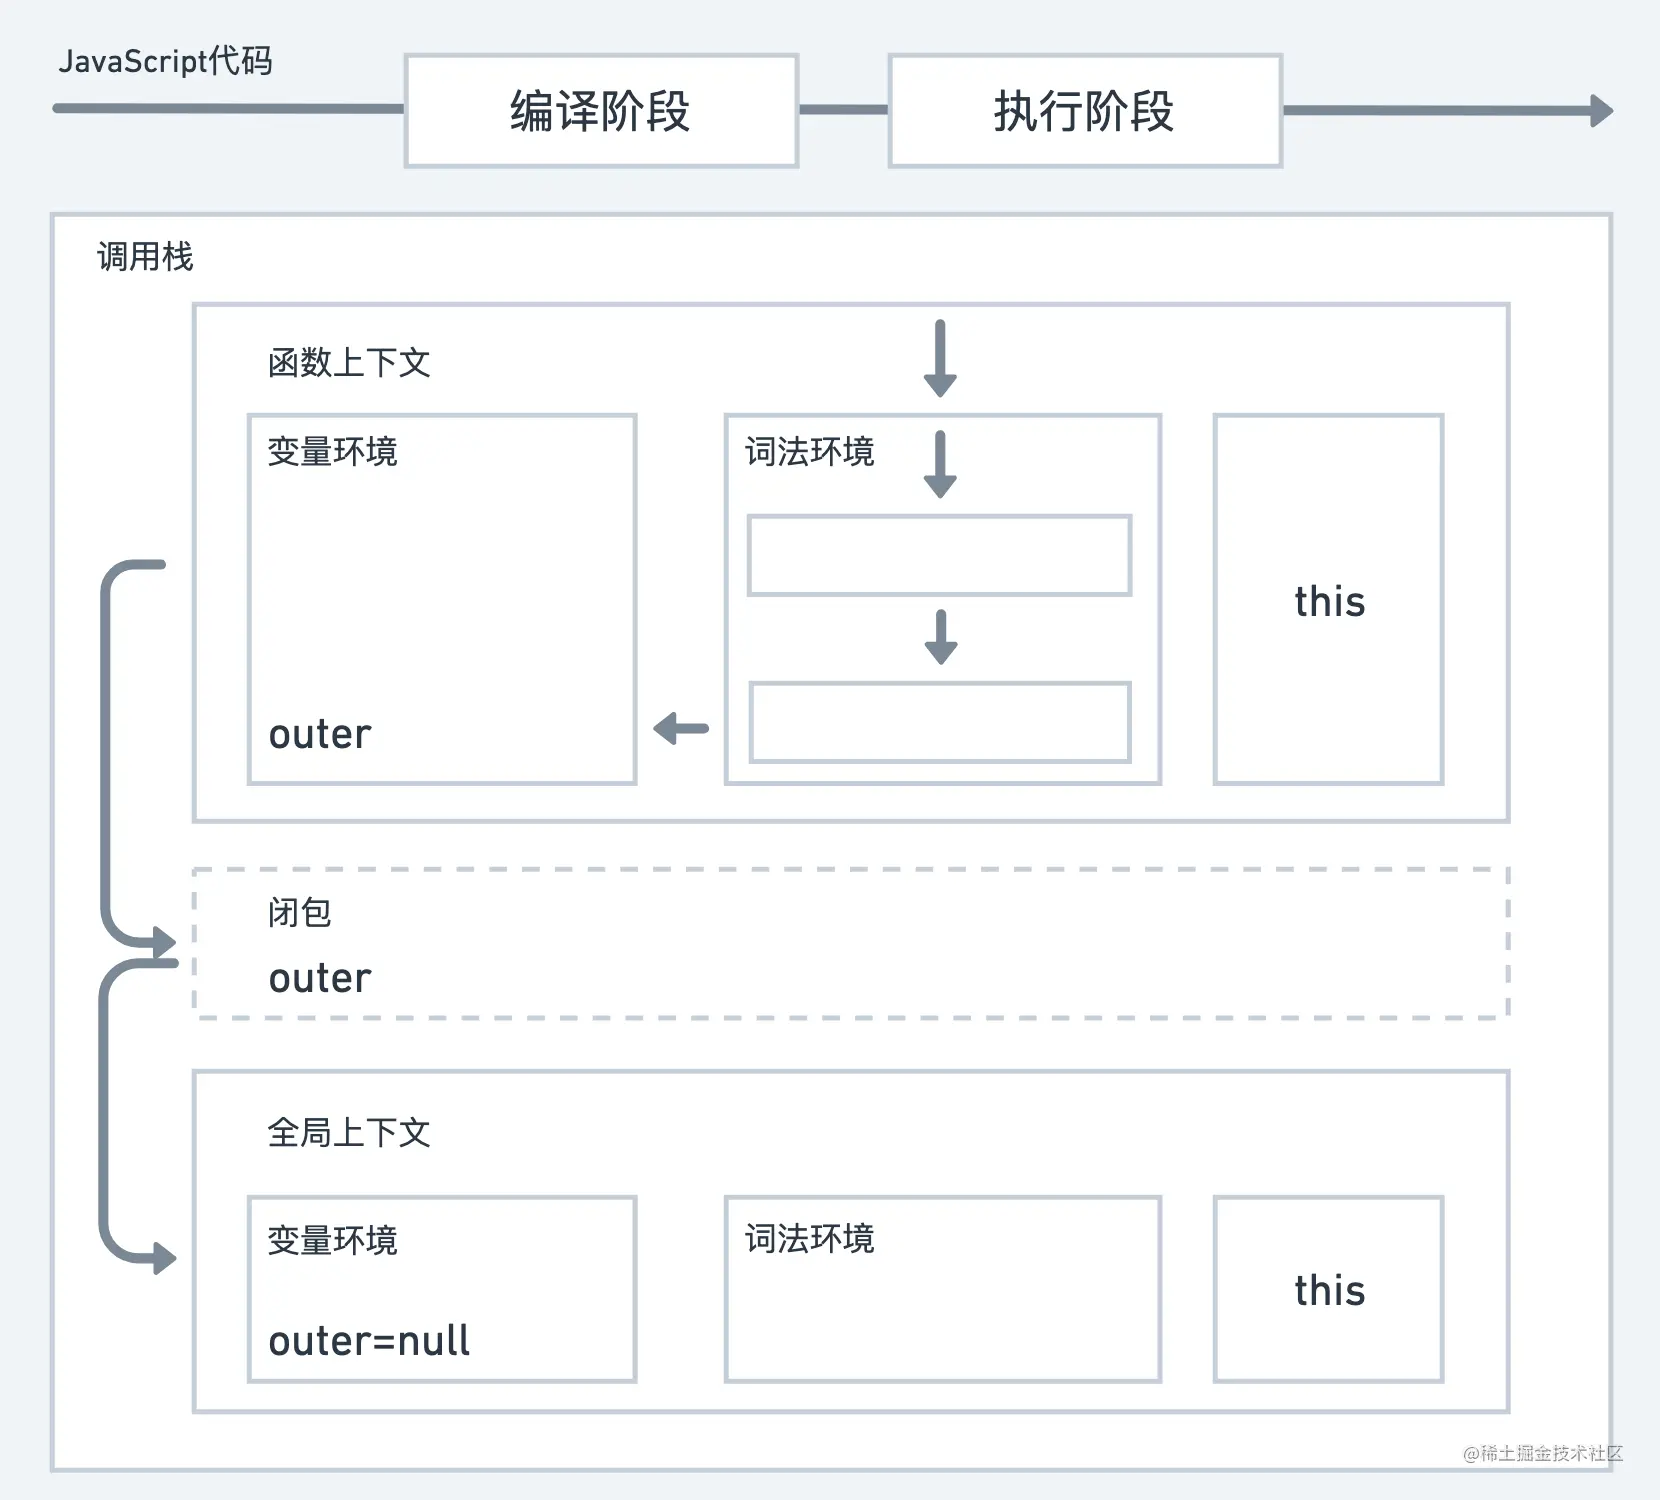 JavaScript代码
编译阶段
执行阶段
调用栈
函数上下文
变量环境
词法环境
this
outer
闭包
outer
全局上下文
变量环境
词法环境
this
outer=null
@稀土掘金技术社区